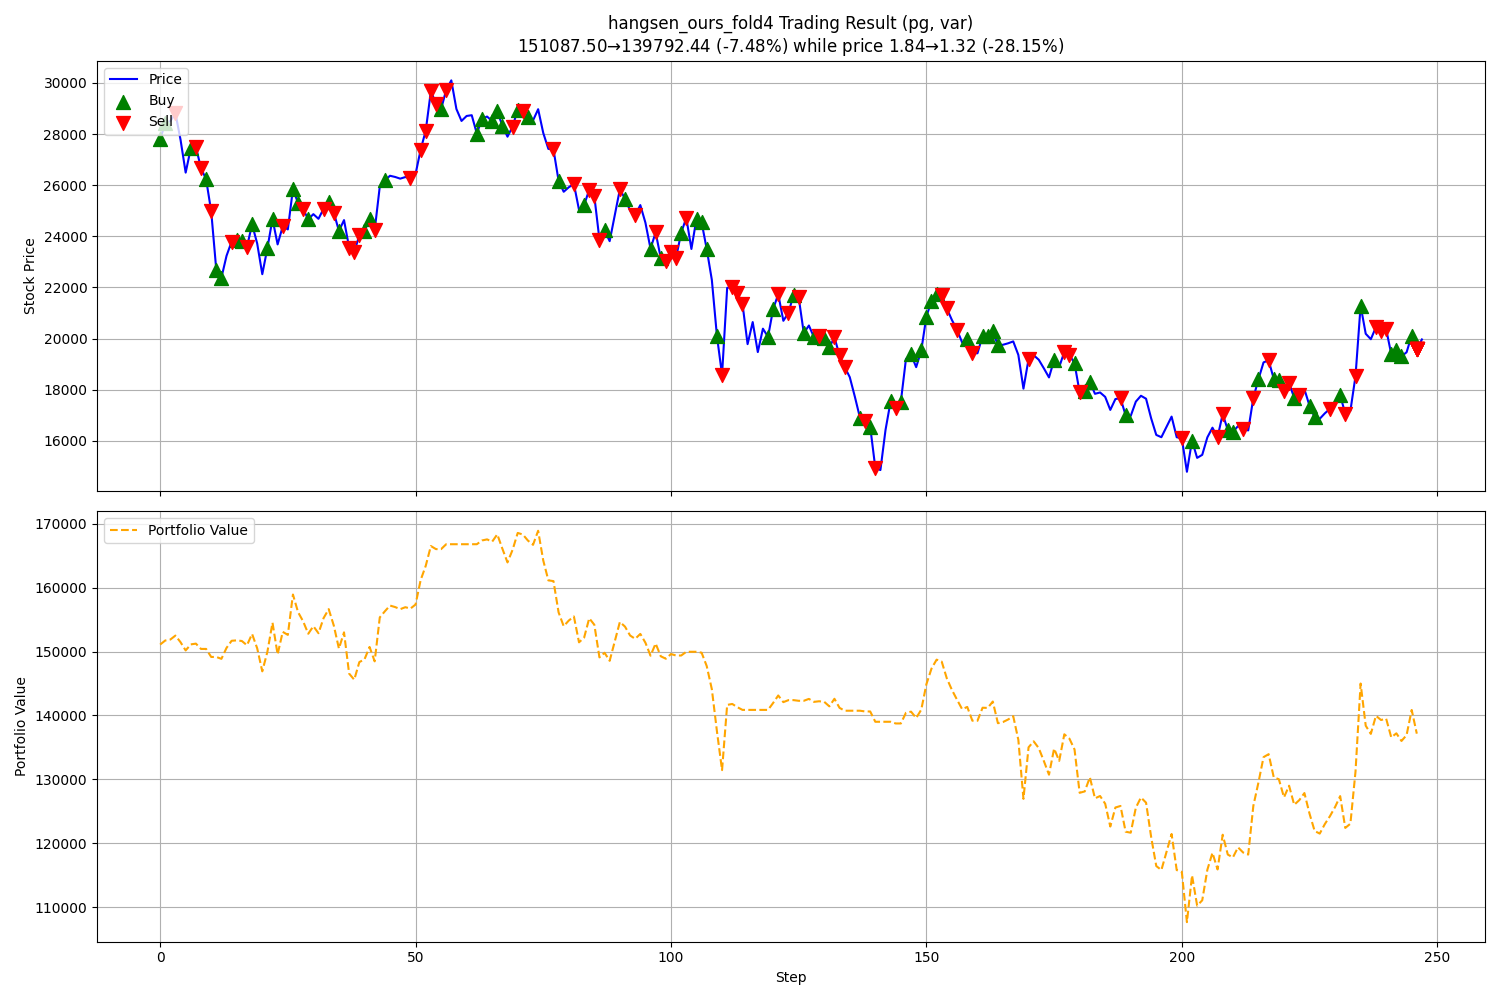 hangsen_ours_fold4 Trading Result (pg, var)
151087.50→139792.44 (-7.48%) while price 1.84→1.32 (-28.15%)
Price
Buy
Sell
30000
28000
26000
24000
22000
20000
18000
16000
Stock Price
Portfolio Value
170000
160000
150000
140000
130000
120000
110000
Portfolio Value
0
50
100
150
200
250
Step